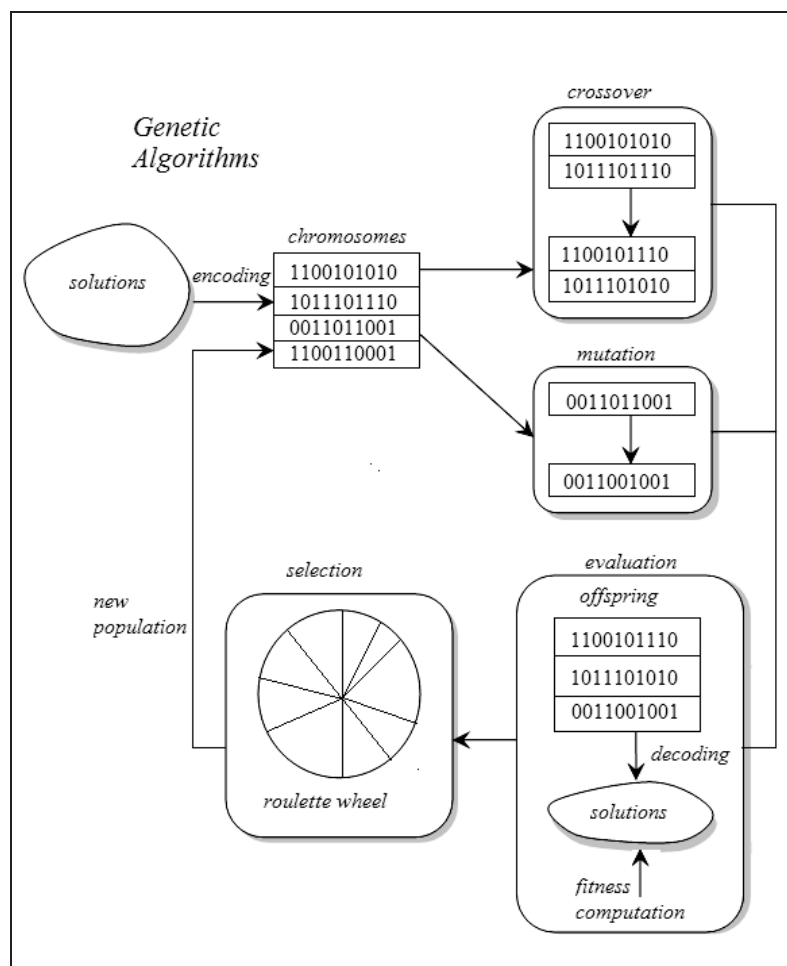 Genetic
Algorithms
crossover
1100101010
1011101110
1100101110
1011101010
chromosomes
solutions
encoding
1100101010
1011101110
0011011001
1100110001
mutation
0011011001
0011001001
evaluation
offspring
1100101110
1011101010
0011001001
decoding
solutions
fitness
computation
selection
roulette wheel
new
population